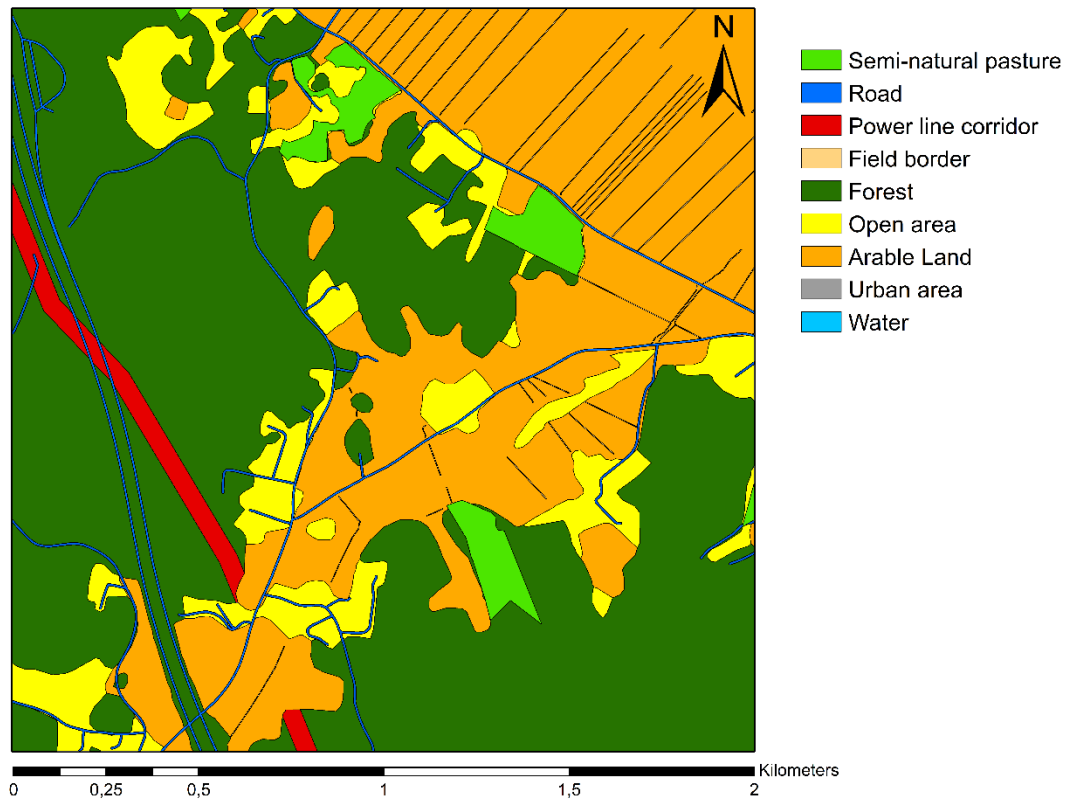 N
Semi-natural pasture
Road
Power line corridor
Field border
Forest
Open area
Arable Land
Urban area
Water
Kilometers
0 0,25 0,5 1 1,5 2